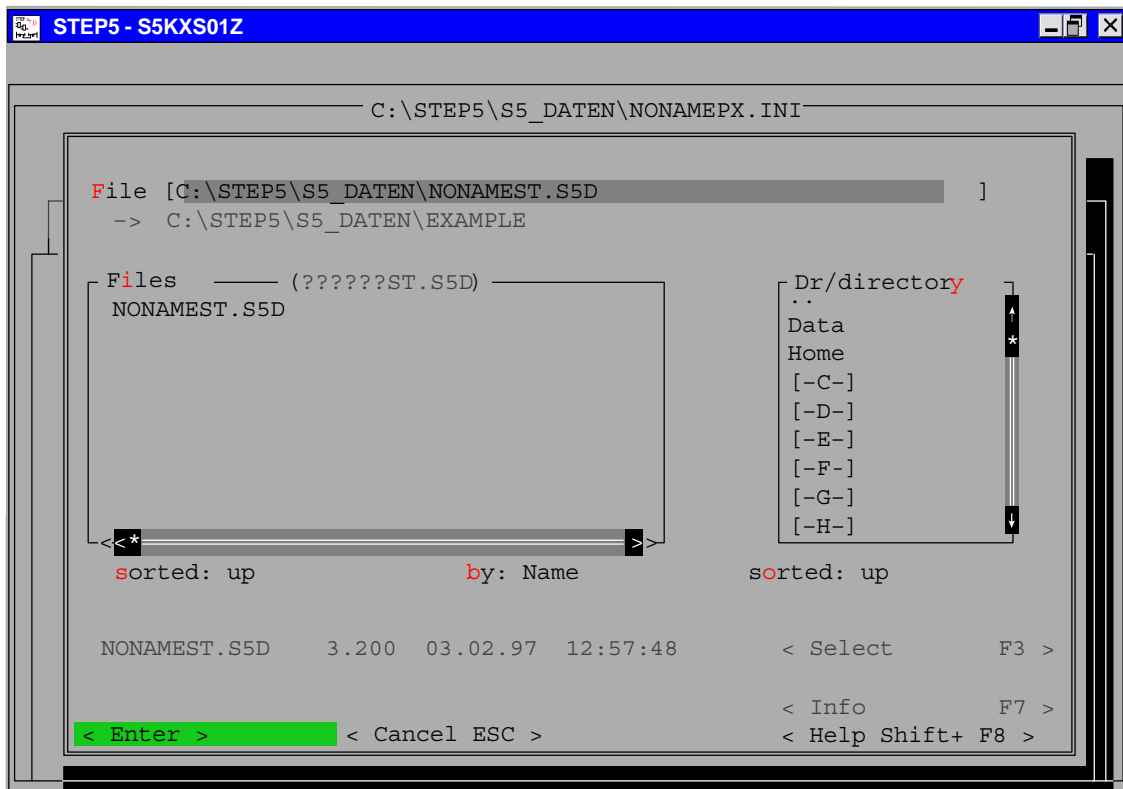 STEP5 - S5KXS01Z
C:\STEP5\S5_DATEN\NONAMEPX.INI
File [C:\STEP5\S5_DATEN\NONAMEST.S5D ]
-> C:\STEP5\S5_DATEN\EXAMPLE
Files (??????ST.S5D)
NONAMEST.S5D
Dr/directory
..
Data
Home
[-C-]
[-D-]
[-E-]
[-F-]
[-G-]
[-H-]
sorted: up by: Name sorted: up
NONAMEST.S5D 3.200 03.02.97 12:57:48 < Select F3 >
< Info F7 >
< Enter > < Cancel ESC > < Help Shift+ F8 >